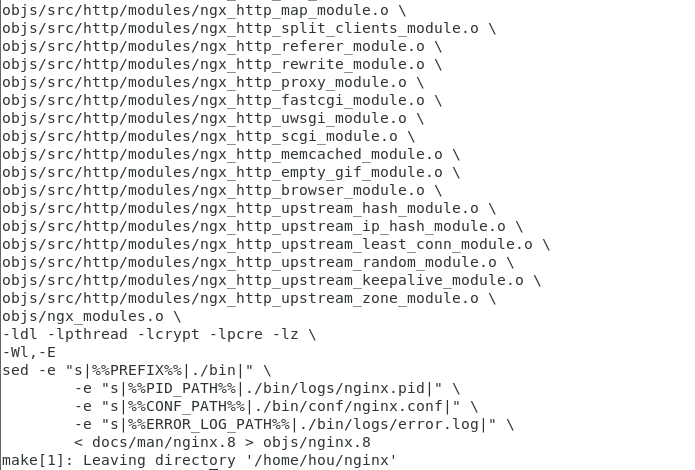 objs/src/http/modules/ngx_http_map_module.o \
objs/src/http/modules/ngx_http_split_clients_module.o \
objs/src/http/modules/ngx_http_referer_module.o \
objs/src/http/modules/ngx_http_rewrite_module.o \
objs/src/http/modules/ngx_http_proxy_module.o \
objs/src/http/modules/ngx_http_fastcgi_module.o \
objs/src/http/modules/ngx_http_uwsgi_module.o \
objs/src/http/modules/ngx_http_scgi_module.o \
objs/src/http/modules/ngx_http_memcached_module.o \
objs/src/http/modules/ngx_http_empty_gif_module.o \
objs/src/http/modules/ngx_http_browser_module.o \
objs/src/http/modules/ngx_http_upstream_hash_module.o \
objs/src/http/modules/ngx_http_upstream_ip_hash_module.o \
objs/src/http/modules/ngx_http_upstream_least_conn_module.o \
objs/src/http/modules/ngx_http_upstream_random_module.o \
objs/src/http/modules/ngx_http_upstream_keepalive_module.o \
objs/src/http/modules/ngx_http_upstream_zone_module.o \
objs/ngx_modules.o \
-ldl -lpthread -lcrypt -lpcre -lz \
-Wl,-E
sed -e "s|%%PREFIX%%|./bin|" \
        -e "s|%%PID_PATH%%|./bin/logs/nginx.pid|" \
        -e "s|%%CONF_PATH%%|./bin/conf/nginx.conf|" \
        -e "s|%%ERROR_LOG_PATH%%|./bin/logs/error.log|" \
        < docs/man/nginx.8 > objs/nginx.8
make[1]: Leaving directory '/home/hou/nginx'